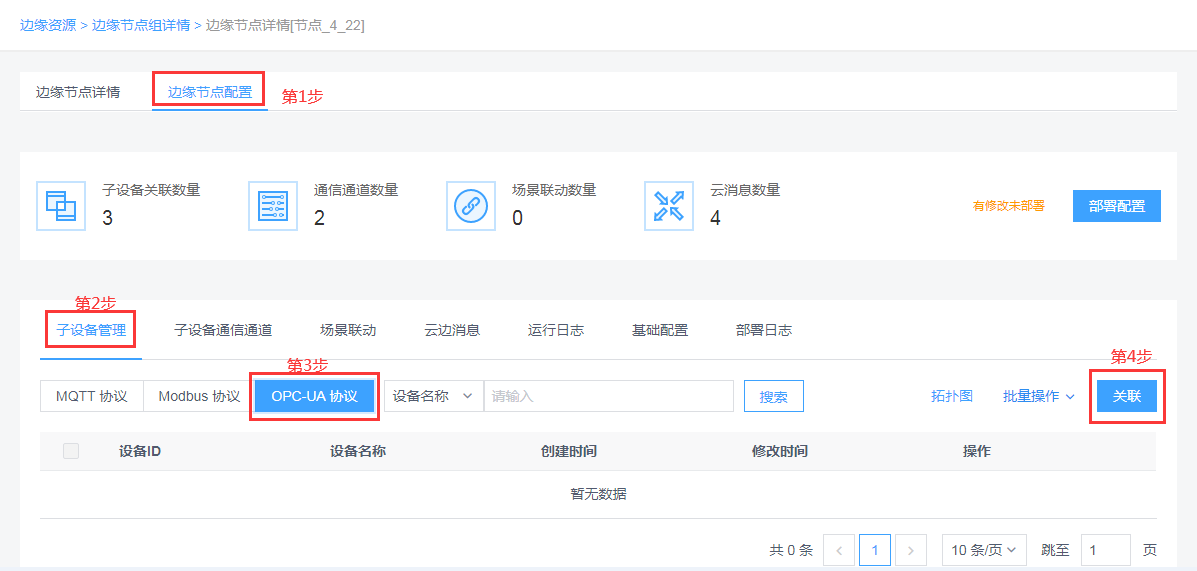 边缘资源 > 边缘节点组详情 > 边缘节点详情[节点_4_22]
边缘节点详情 边缘节点配置 第1步
子设备关联数量 通信通道数量 场景联动数量 云消息数量
3 2 0 4 有修改未部署 部署配置
第2步
子设备管理 子设备通信通道 场景联动 云边消息 运行日志 基础配置 部署日志
第3步 第4步
MQTT 协议 Modbus 协议 OPC-UA 协议 设备名称 请输入 搜索 拓扑图 批量操作 关联
设备ID 设备名称 创建时间 修改时间 操作
暂无数据
共 0 条 < 1 > 10 条/页 跳至 1 页